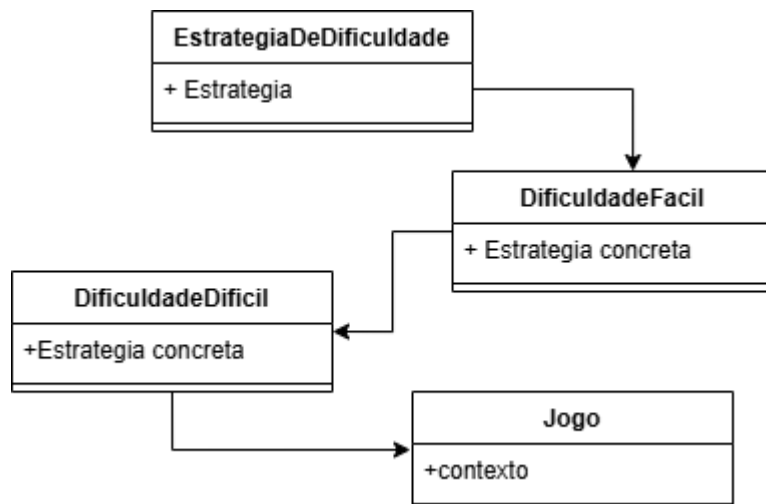 EstrategiaDeDificuldade
+ Estrategia
DificuldadeFacil
+ Estrategia concreta
DificuldadeDificil
+Estrategia concreta
Jogo
+contexto